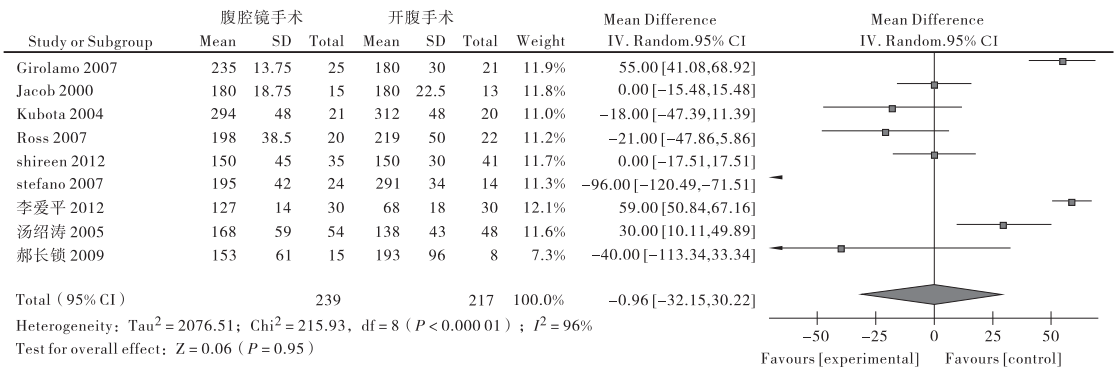 腹腔镜手术 开腹手术 Mean Difference Mean Difference
Study or Subgroup Mean SD Total Mean SD Total Weight IV. Random.95% CI IV. Random.95% CI
Girolamo 2007 235 13.75 25 180 30 21 11.9% 55.00 [41.08,68.92]
Jacob 2000 180 18.75 15 180 22.5 13 11.8% 0.00 [−15.48,15.48]
Kubota 2004 294 48 21 312 48 20 11.0% −18.00 [−47.39,11.39]
Ross 2007 198 38.5 20 219 50 22 11.2% −21.00 [−47.86,5.86]
shireen 2012 150 45 35 150 30 41 11.7% 0.00 [−17.51,17.51]
stefano 2007 195 42 24 291 34 14 11.3% −96.00 [−120.49,−71.51]
李爱平 2012 127 14 30 68 18 30 12.1% 59.00 [50.84,67.16]
汤绍涛 2005 168 59 54 138 43 48 11.6% 30.00 [10.11,49.89]
郝长锁 2009 153 61 15 193 96 8 7.3% −40.00 [−113.34,33.34]
Total (95% CI) 239 217 100.0% −0.96 [−32.15,30.22]
Heterogeneity: Tau² = 2076.51; Chi² = 215.93, df = 8 (P < 0.000 01) ; I² = 96%
Test for overall effect: Z = 0.06 (P = 0.95)
−50 −25 0 25 50
Favours [experimental] Favours [control]